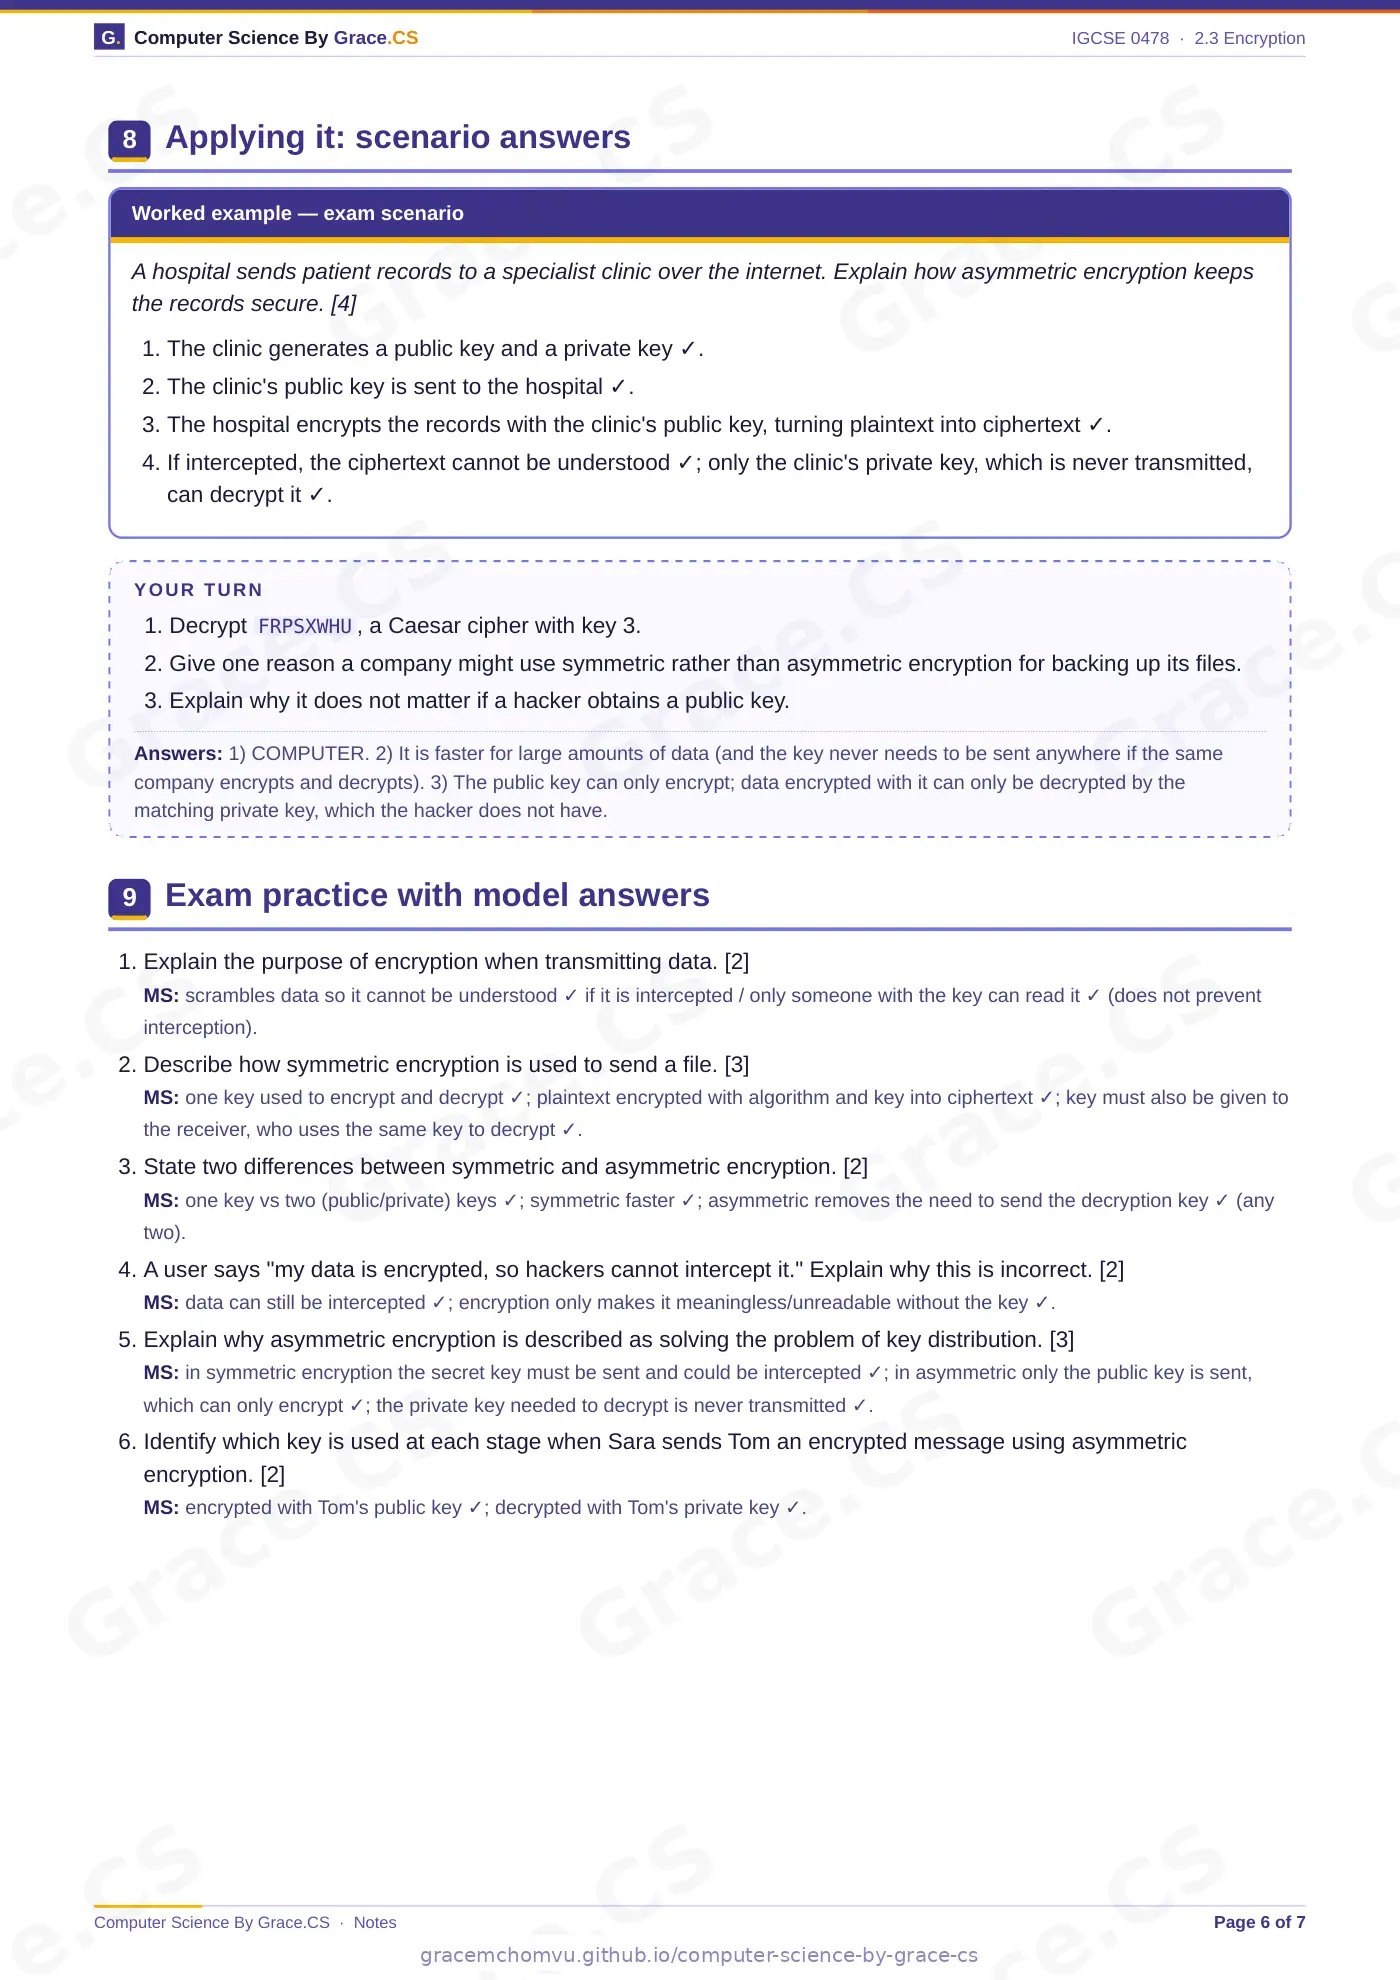 G. Computer Science By Grace.CS
IGCSE 0478 · 2.3 Encryption
8 Applying it: scenario answers
Worked example — exam scenario
A hospital sends patient records to a specialist clinic over the internet. Explain how asymmetric encryption keeps
the records secure. [4]
1. The clinic generates a public key and a private key ✓.
2. The clinic's public key is sent to the hospital ✓.
3. The hospital encrypts the records with the clinic's public key, turning plaintext into ciphertext ✓.
4. If intercepted, the ciphertext cannot be understood ✓; only the clinic's private key, which is never transmitted,
can decrypt it ✓.
YOUR TURN
1. Decrypt FRPSXWHU, a Caesar cipher with key 3.
2. Give one reason a company might use symmetric rather than asymmetric encryption for backing up its files.
3. Explain why it does not matter if a hacker obtains a public key.
Answers: 1) COMPUTER. 2) It is faster for large amounts of data (and the key never needs to be sent anywhere if the same
company encrypts and decrypts). 3) The public key can only encrypt; data encrypted with it can only be decrypted by the
matching private key, which the hacker does not have.
9 Exam practice with model answers
1. Explain the purpose of encryption when transmitting data. [2]
MS: scrambles data so it cannot be understood ✓ if it is intercepted / only someone with the key can read it ✓ (does not prevent
interception).
2. Describe how symmetric encryption is used to send a file. [3]
MS: one key used to encrypt and decrypt ✓; plaintext encrypted with algorithm and key into ciphertext ✓; key must also be given to
the receiver, who uses the same key to decrypt ✓.
3. State two differences between symmetric and asymmetric encryption. [2]
MS: one key vs two (public/private) keys ✓; symmetric faster ✓; asymmetric removes the need to send the decryption key ✓ (any
two).
4. A user says "my data is encrypted, so hackers cannot intercept it." Explain why this is incorrect. [2]
MS: data can still be intercepted ✓; encryption only makes it meaningless/unreadable without the key ✓.
5. Explain why asymmetric encryption is described as solving the problem of key distribution. [3]
MS: in symmetric encryption the secret key must be sent and could be intercepted ✓; in asymmetric only the public key is sent,
which can only encrypt ✓; the private key needed to decrypt is never transmitted ✓.
6. Identify which key is used at each stage when Sara sends Tom an encrypted message using asymmetric
encryption. [2]
MS: encrypted with Tom's public key ✓; decrypted with Tom's private key ✓.
Computer Science By Grace.CS · Notes
Page 6 of 7
gracemchomvu.github.io/computer-science-by-grace-cs